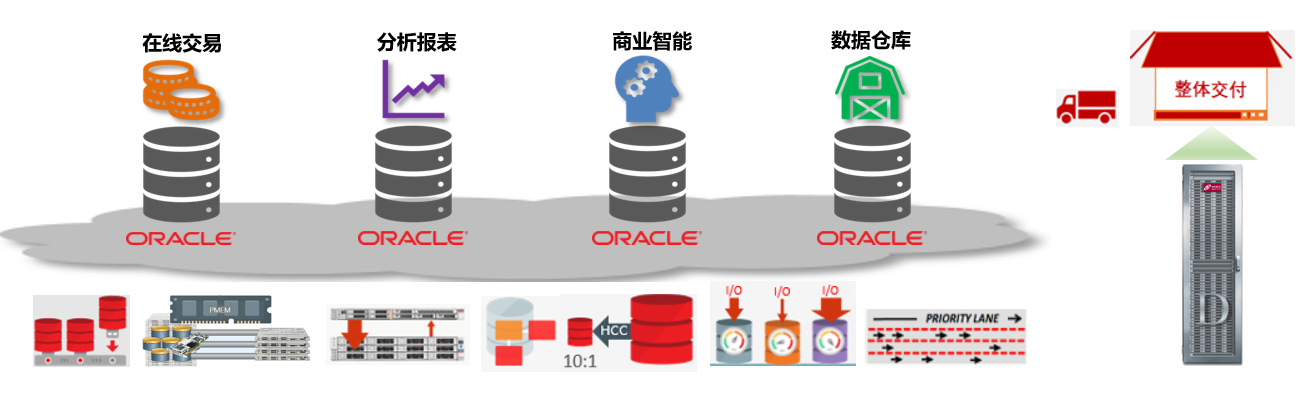 在线交易
分析报表
商业智能
数据仓库
整体交付
ORACLE®
ORACLE®
ORACLE®
ORACLE®
PMEM
HCC
10:1
I/O
I/O
I/O
PRIORITY LANE
D